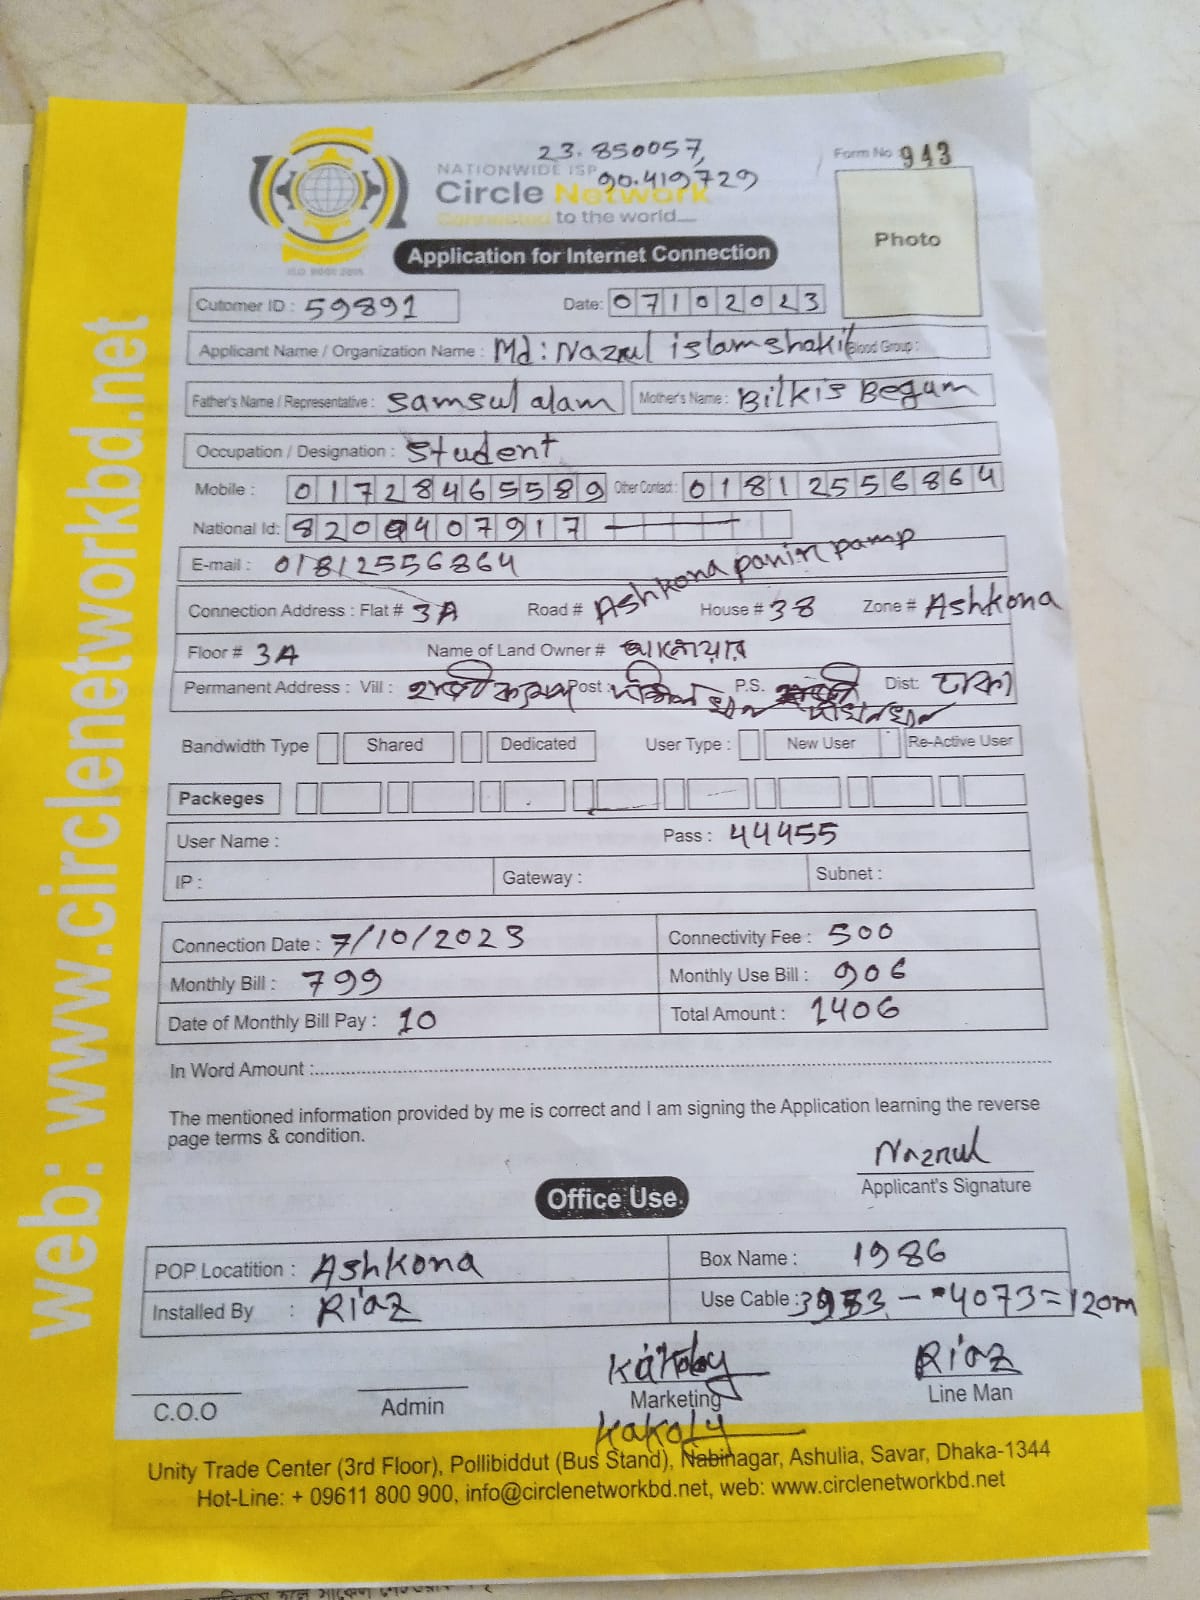 23.850057,
90.419729
NATIONWIDE ISP
Circle Network
Connected to the world....
ISO 9001:2015
Form No 943
Photo
Application for Internet Connection
Cutomer ID : 59891 Date: 07102023
Applicant Name / Organization Name : Md: Nazrul islam shakil Blood Group :
Father's Name / Representative : Samsul alam Mother's Name : Bilkis Begum
Occupation / Designation : Student
Mobile : 01728465589 Other Contact : 01812556864
National Id: 8200407917
E-mail : 01812556864
Connection Address : Flat # 3A Road # Ashkona panir pamp House # 38 Zone # Ashkona
Floor # 3A Name of Land Owner #
Permanent Address : Vill : Post : P.S. Dist: ঢাকা
Bandwidth Type Shared Dedicated User Type : New User Re-Active User
Packeges
User Name : Pass : 44455
IP : Gateway : Subnet :
Connection Date : 7/10/2023 Connectivity Fee : 500
Monthly Bill : 799 Monthly Use Bill : 906
Date of Monthly Bill Pay : 10 Total Amount : 1406
In Word Amount :
The mentioned information provided by me is correct and I am signing the Application learning the reverse
page terms & condition.
Nazrul
Applicant's Signature
Office Use.
POP Locatition : Ashkona Box Name : 1986
Installed By : Riaz Use Cable : 3953 - 4073 = 120m
Kakoly Riaz
C.O.O Admin Marketing Line Man
Kakoly
Unity Trade Center (3rd Floor), Pollibiddut (Bus Stand), Nabinagar, Ashulia, Savar, Dhaka-1344
Hot-Line: + 09611 800 900, info@circlenetworkbd.net, web: www.circlenetworkbd.net
web: www.circlenetworkbd.net